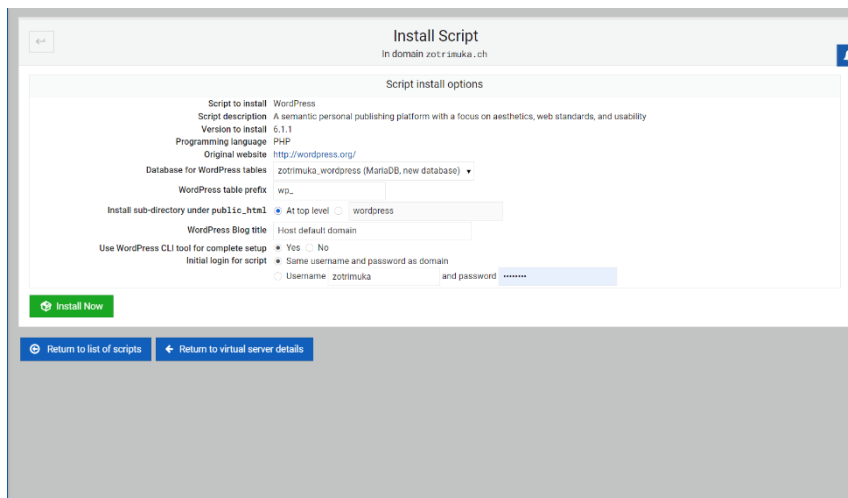 Install Script
In domain zotrimuka.ch
Script install options
Script to install WordPress
Script description A semantic personal publishing platform with a focus on aesthetics, web standards, and usability
Version to install 6.1.1
Programming language PHP
Original website http://wordpress.org/
Database for WordPress tables zotrimuka_wordpress (MariaDB, new database)
WordPress table prefix wp_
Install sub-directory under public_html At top level wordpress
WordPress Blog title Host default domain
Use WordPress CLI tool for complete setup Yes No
Initial login for script Same username and password as domain
Username zotrimuka and password ••••••••
Install Now
Return to list of scripts Return to virtual server details